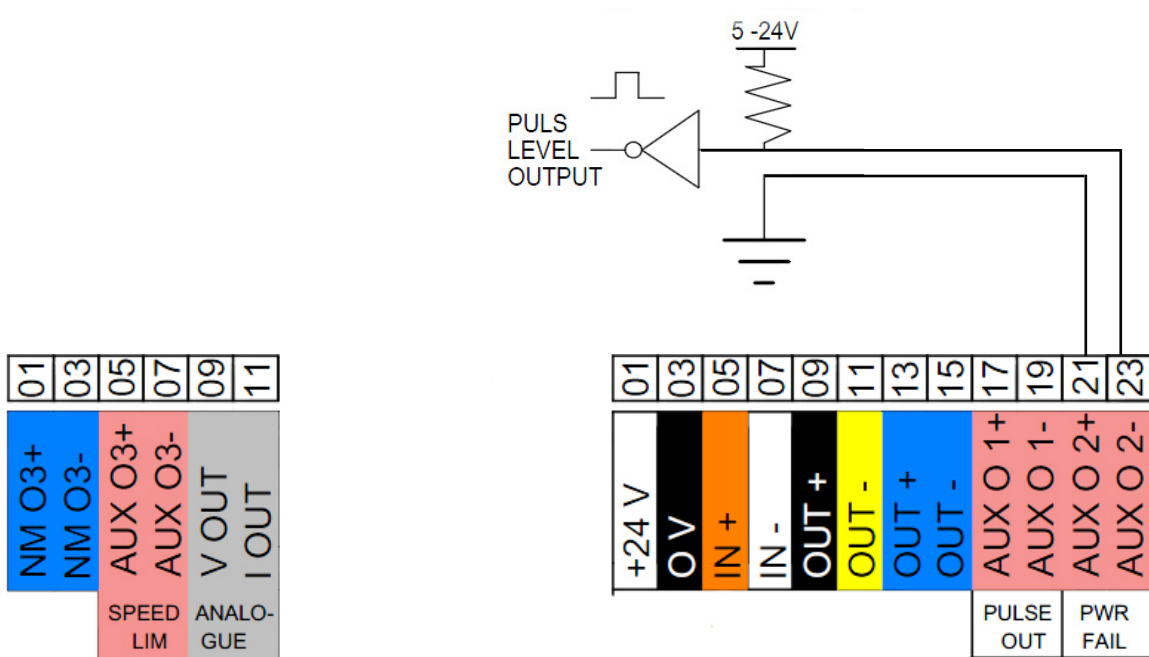 5 -24V
PULS
LEVEL
OUTPUT
01
03
05
07
09
11
NM O3+
NM O3-
AUX O3+
AUX O3-
V OUT
I OUT
SPEED
LIM
ANALO-
GUE
01
03
05
07
09
11
13
15
17
19
21
23
+24 V
O V
IN +
IN -
OUT +
OUT -
OUT +
OUT -
AUX O 1+
AUX O 1-
AUX O 2+
AUX O 2-
PULSE
OUT
PWR
FAIL